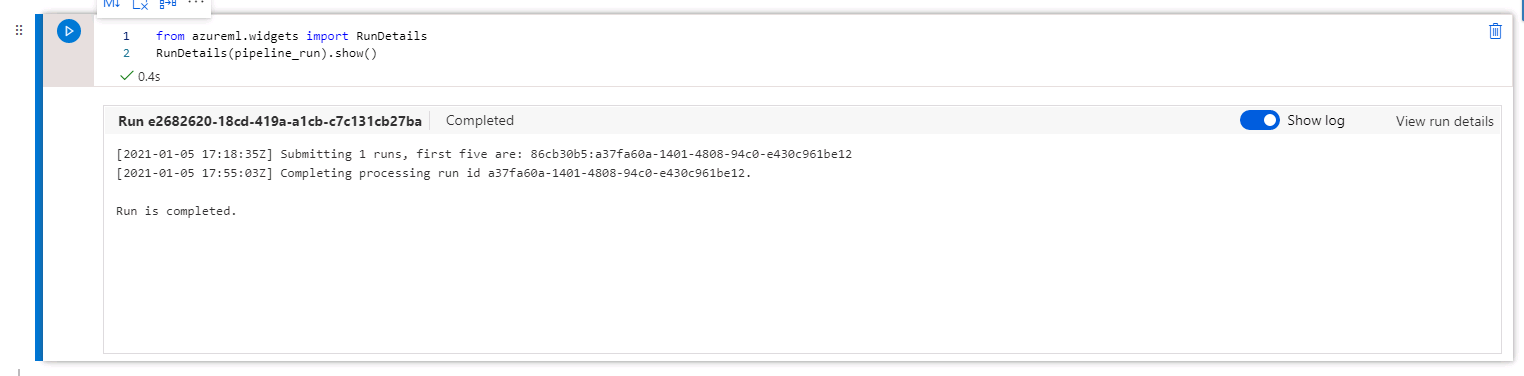 M↓
1 from azureml.widgets import RunDetails
2 RunDetails(pipeline_run).show()
0.4s
Run e2682620-18cd-419a-a1cb-c7c131cb27ba Completed Show log View run details
[2021-01-05 17:18:35Z] Submitting 1 runs, first five are: 86cb30b5:a37fa60a-1401-4808-94c0-e430c961be12
[2021-01-05 17:55:03Z] Completing processing run id a37fa60a-1401-4808-94c0-e430c961be12.
Run is completed.